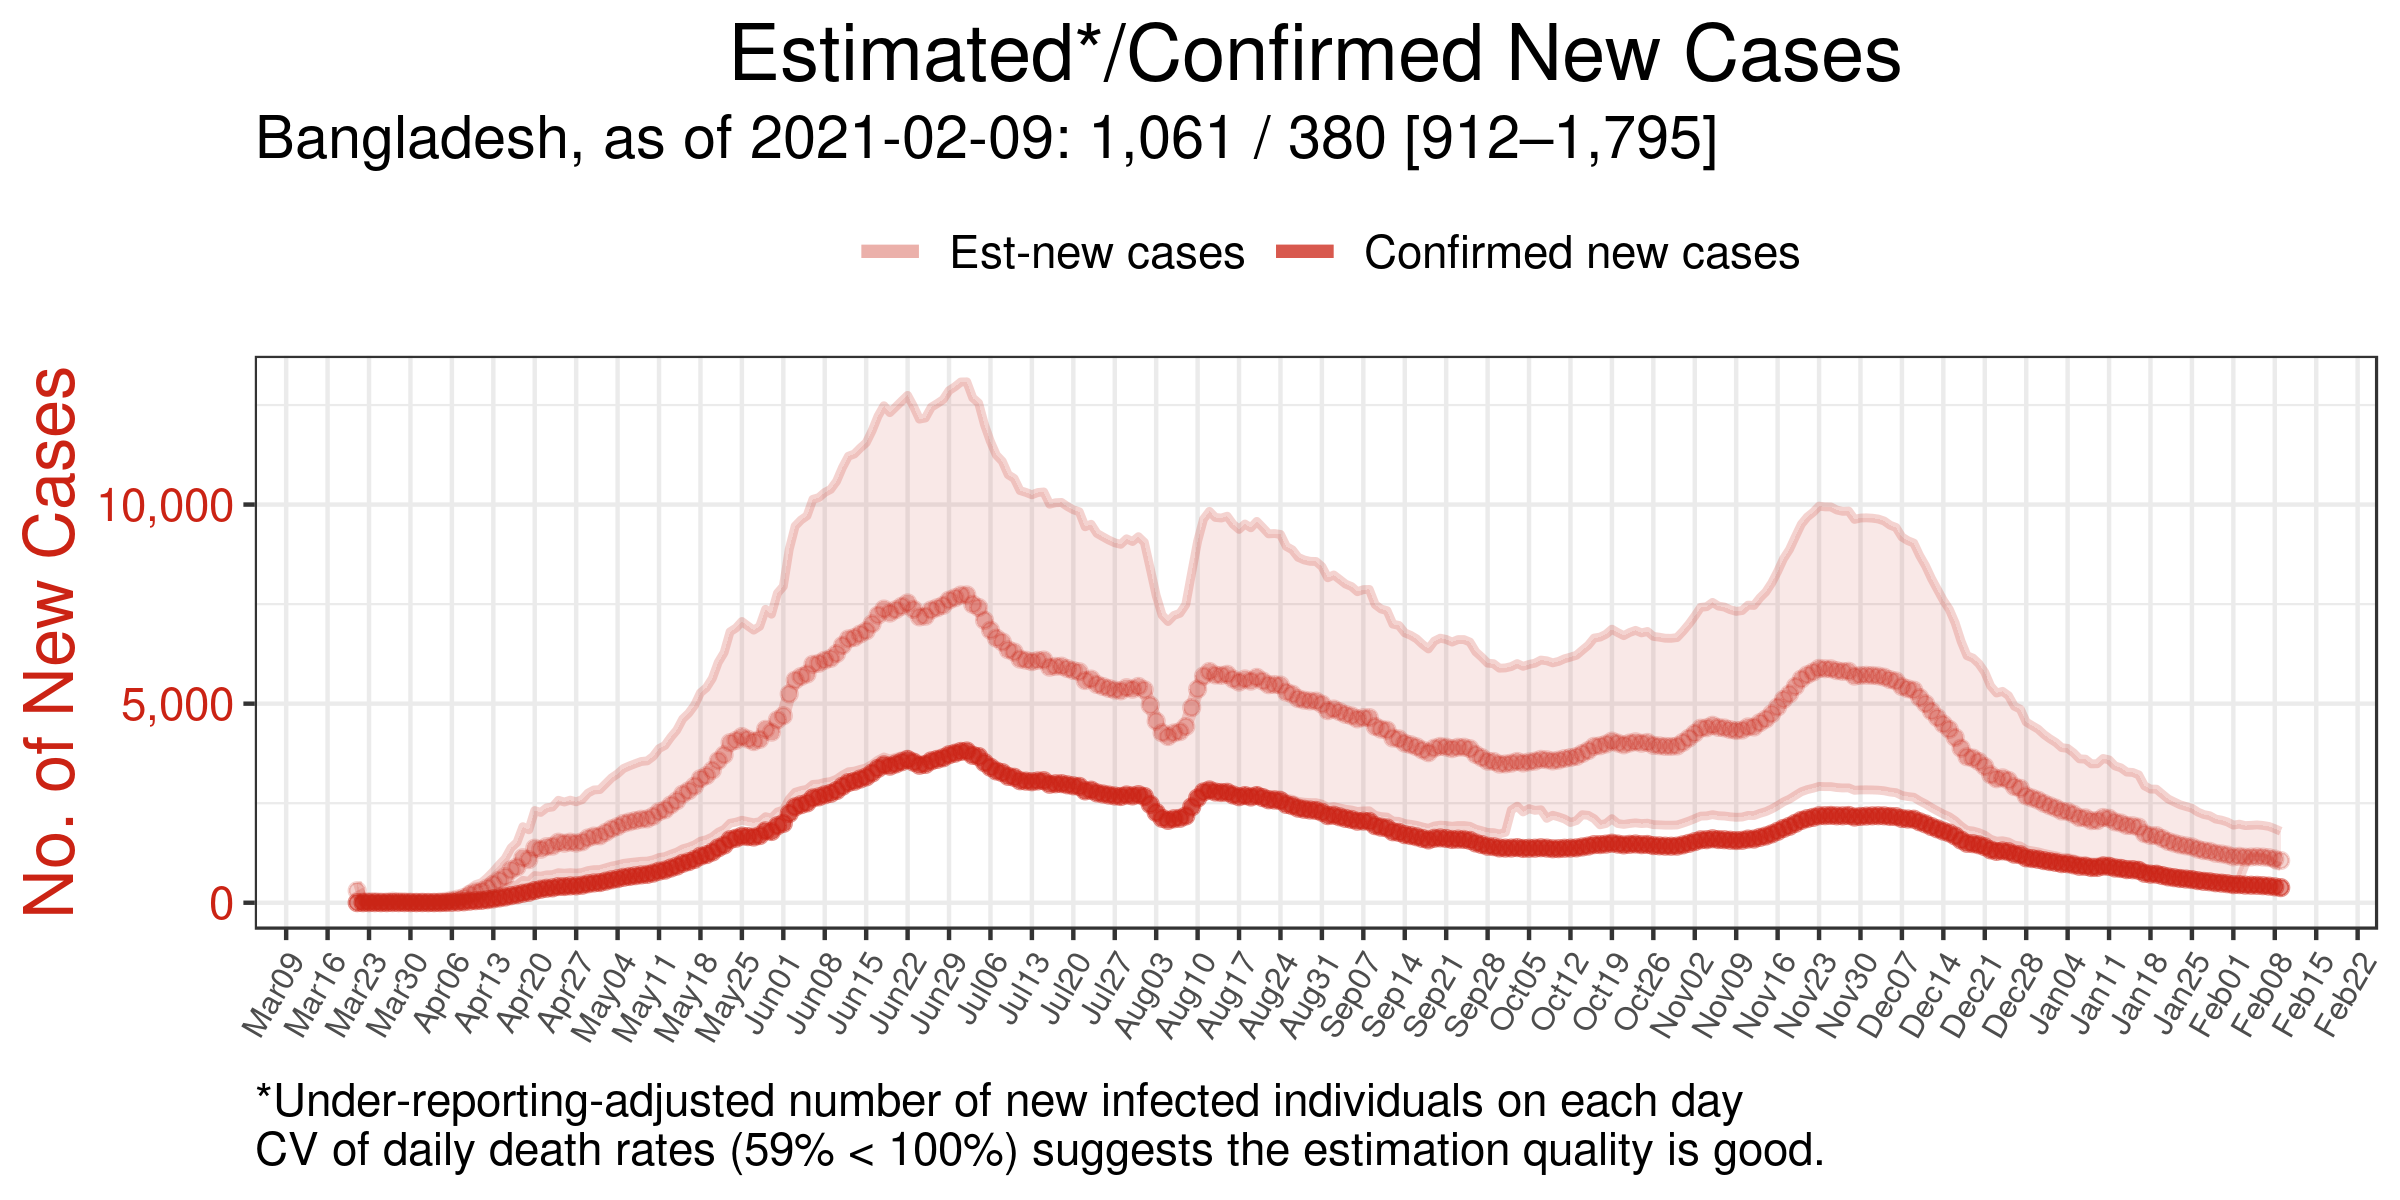 Estimated*/Confirmed New Cases
Bangladesh, as of 2021-02-09: 1,061 / 380 [912–1,795]
Est-new cases Confirmed new cases
No. of New Cases
10,000
5,000
0
Mar09 Mar16 Mar23 Mar30 Apr06 Apr13 Apr20 Apr27 May04 May11 May18 May25 Jun01 Jun08 Jun15 Jun22 Jun29 Jul06 Jul13 Jul20 Jul27 Aug03 Aug10 Aug17 Aug24 Aug31 Sep07 Sep14 Sep21 Sep28 Oct05 Oct12 Oct19 Oct26 Nov02 Nov09 Nov16 Nov23 Nov30 Dec07 Dec14 Dec21 Dec28 Jan04 Jan11 Jan18 Jan25 Feb01 Feb08 Feb15 Feb22
*Under-reporting-adjusted number of new infected individuals on each day
CV of daily death rates (59% < 100%) suggests the estimation quality is good.